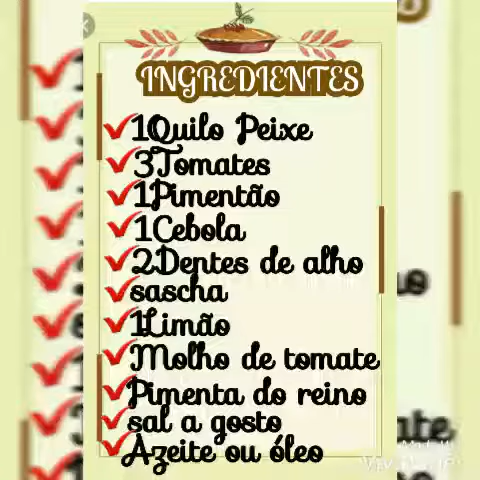 INGREDIENTES
1Quilo Peixe
3Tomates
1Pimentão
1Cebola
2Dentes de alho
sascha
1Limão
Molho de tomate
Pimenta do reino
sal a gosto
Azeite ou óleo